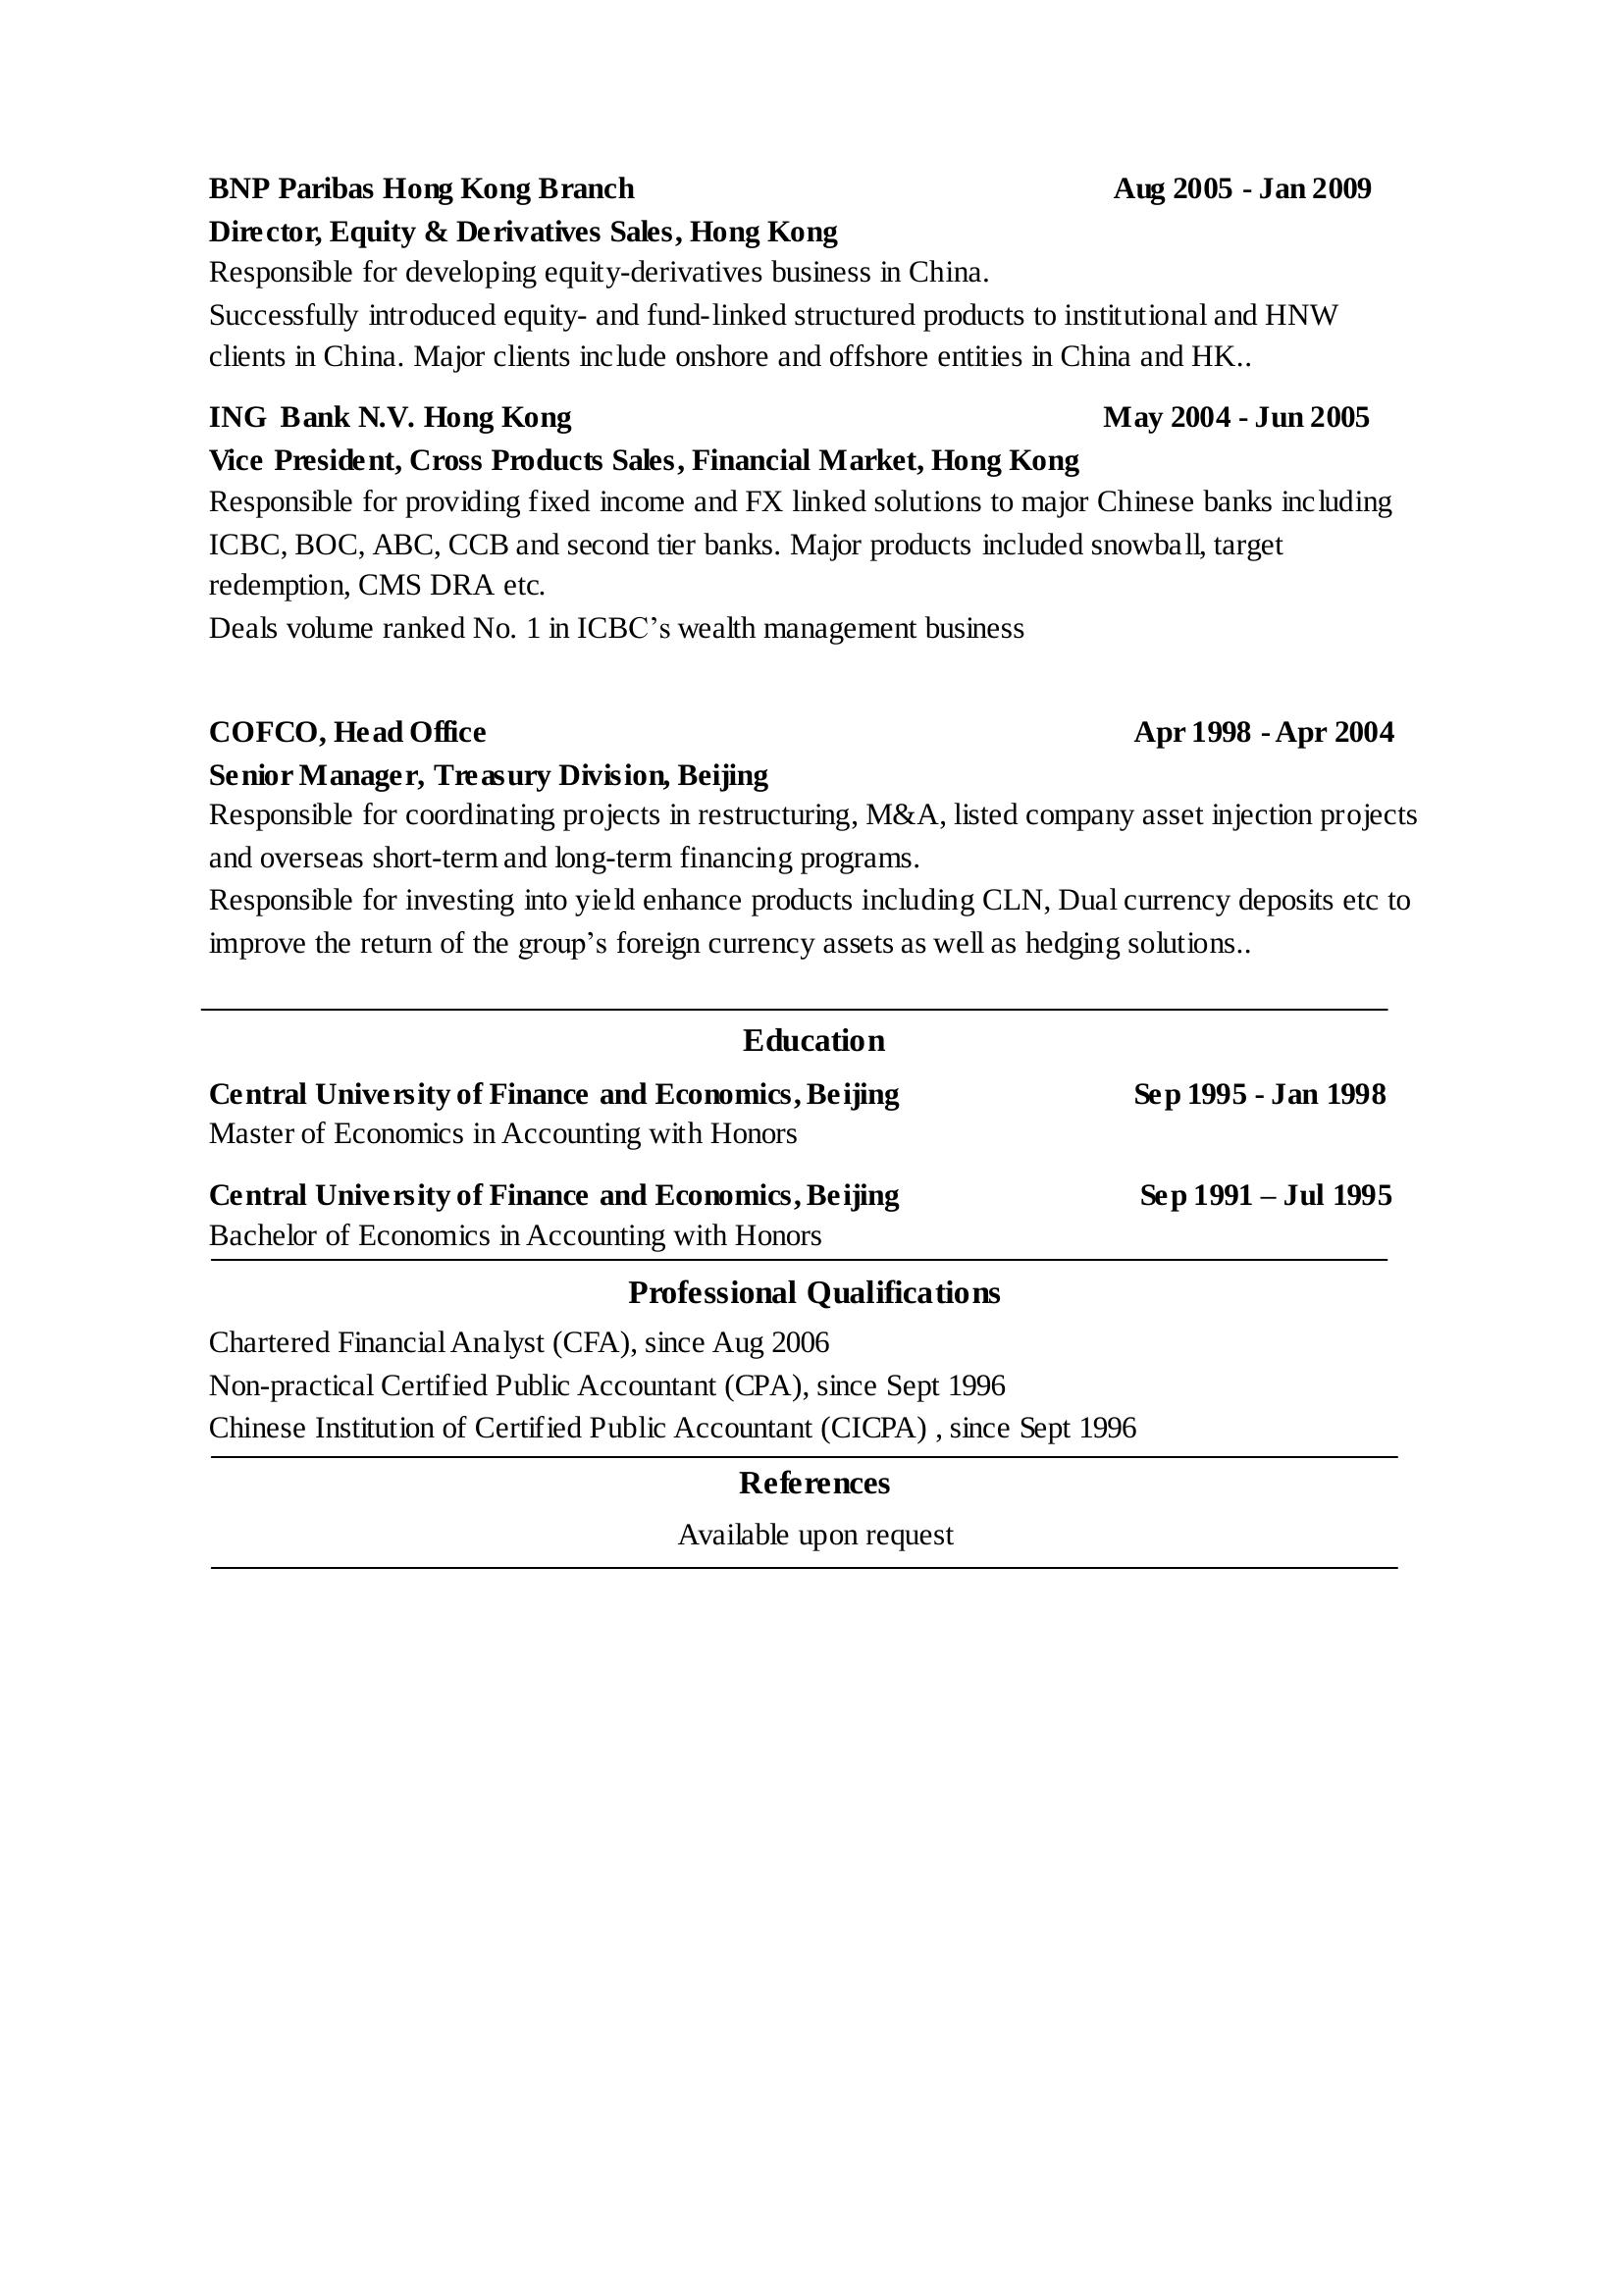 BNP Paribas Hong Kong Branch Aug 2005 - Jan 2009
Director, Equity & Derivatives Sales, Hong Kong
Responsible for developing equity-derivatives business in China.
Successfully introduced equity- and fund-linked structured products to institutional and HNW
clients in China. Major clients include onshore and offshore entities in China and HK..
ING Bank N.V. Hong Kong May 2004 - Jun 2005
Vice President, Cross Products Sales, Financial Market, Hong Kong
Responsible for providing fixed income and FX linked solutions to major Chinese banks including
ICBC, BOC, ABC, CCB and second tier banks. Major products included snowball, target
redemption, CMS DRA etc.
Deals volume ranked No. 1 in ICBC’s wealth management business
COFCO, Head Office Apr 1998 - Apr 2004
Senior Manager, Treasury Division, Beijing
Responsible for coordinating projects in restructuring, M&A, listed company asset injection projects
and overseas short-term and long-term financing programs.
Responsible for investing into yield enhance products including CLN, Dual currency deposits etc to
improve the return of the group’s foreign currency assets as well as hedging solutions..
Education
Central University of Finance and Economics, Beijing Sep 1995 - Jan 1998
Master of Economics in Accounting with Honors
Central University of Finance and Economics, Beijing Sep 1991 – Jul 1995
Bachelor of Economics in Accounting with Honors
Professional Qualifications
Chartered Financial Analyst (CFA), since Aug 2006
Non-practical Certified Public Accountant (CPA), since Sept 1996
Chinese Institution of Certified Public Accountant (CICPA) , since Sept 1996
References
Available upon request